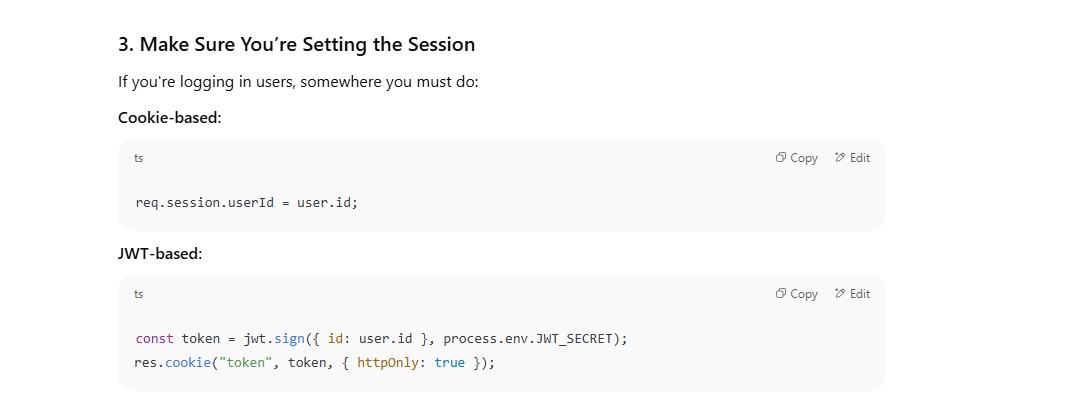 3. Make Sure You’re Setting the Session
If you're logging in users, somewhere you must do:
Cookie-based:
ts Copy Edit
req.session.userId = user.id;
JWT-based:
ts Copy Edit
const token = jwt.sign({ id: user.id }, process.env.JWT_SECRET);
res.cookie("token", token, { httpOnly: true });